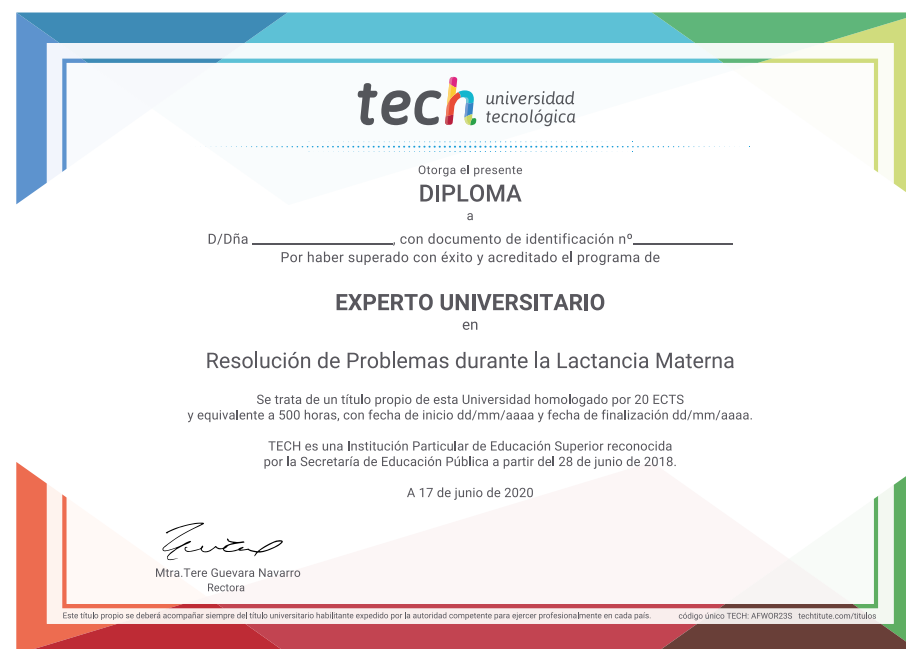 tech universidad
tecnológica
Otorga el presente
DIPLOMA
a
D/Dña ____________________, con documento de identificación nº______________
Por haber superado con éxito y acreditado el programa de
EXPERTO UNIVERSITARIO
en
Resolución de Problemas durante la Lactancia Materna
Se trata de un título propio de esta Universidad homologado por 20 ECTS
y equivalente a 500 horas, con fecha de inicio dd/mm/aaaa y fecha de finalización dd/mm/aaaa.
TECH es una Institución Particular de Educación Superior reconocida
por la Secretaría de Educación Pública a partir del 28 de junio de 2018.
A 17 de junio de 2020
Mtra.Tere Guevara Navarro
Rectora
Este título propio se deberá acompañar siempre del título universitario habilitante expedido por la autoridad competente para ejercer profesionalmente en cada país. código único TECH: AFWOR23S techtitute.com/titulos